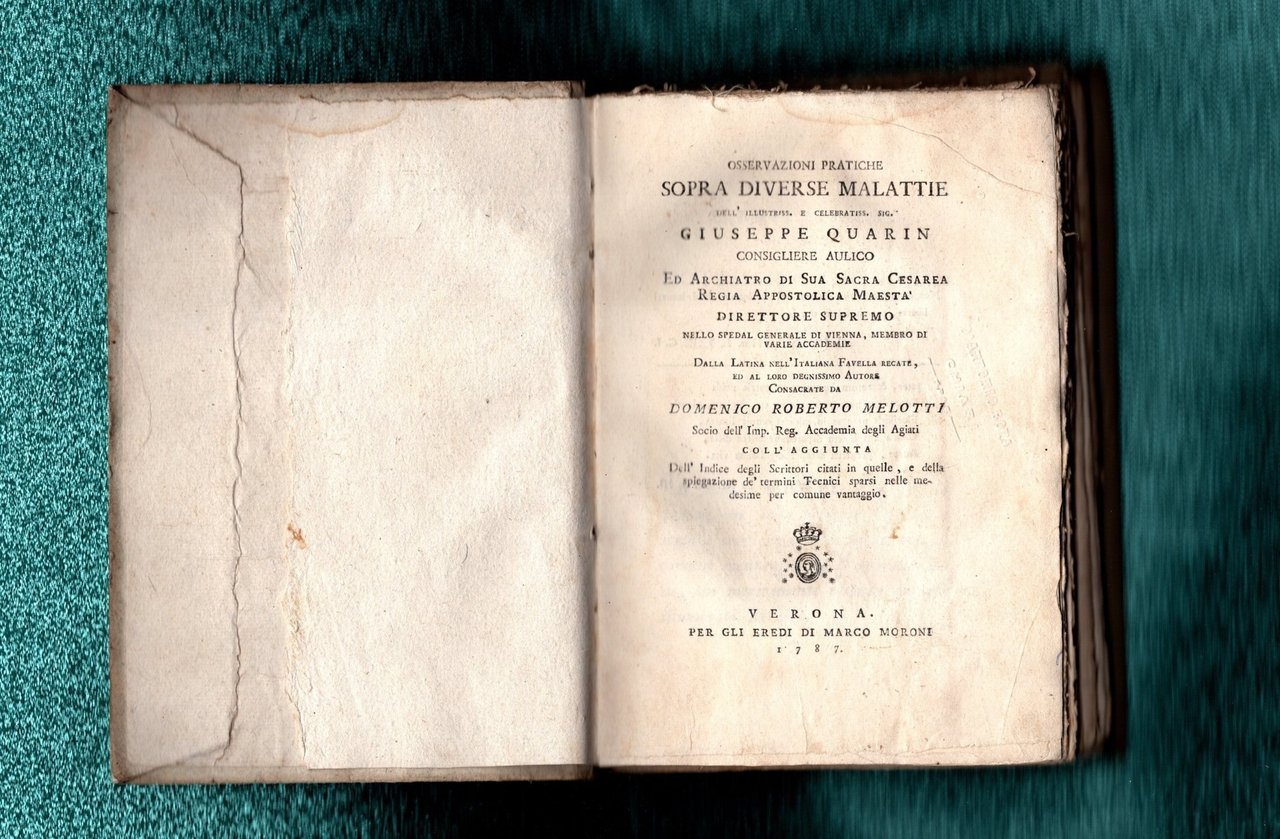 OSSERVAZIONI PRATICHE
SOPRA DIVERSE MALATTIE
DELL' ILLUSTRISS. E CELEBRATISS. SIG.
GIUSEPPE QUARIN
CONSIGLIERE AULICO
ED ARCHIATRO DI SUA SACRA CESAREA
REGIA APPOSTOLICA MAESTA'
DIRETTORE SUPREMO
NELLO SPEDAL GENERALE DI VIENNA, MEMBRO DI
VARIE ACCADEMIE
DALLA LATINA NELL'ITALIANA FAVELLA RECATE,
ED AL LORO DEGNISSIMO AUTORE
CONSACRATE DA
DOMENICO ROBERTO MELOTTI
Socio dell' Imp. Reg. Accademia degli Agiati
COLL' AGGIUNTA
Dell' Indice degli Scrittori citati in quelle, e della
spiegazione de' termini Tecnici sparsi nelle me-
desime per comune vantaggio.
VERONA.
PER GLI EREDI DI MARCO MORONI
1787.